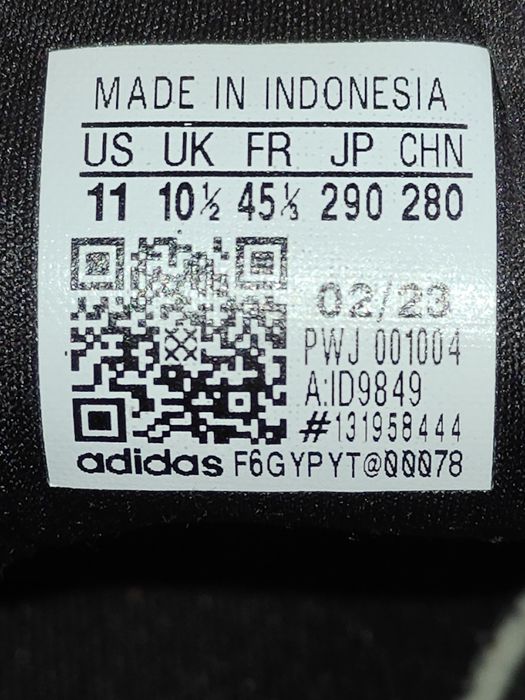 MADE IN INDONESIA
US UK FR JP CHN
11 10½ 45⅓ 290 280
02/23
PWJ 001004
A:ID9849
#131958444
adidas F6GYPYT@00078